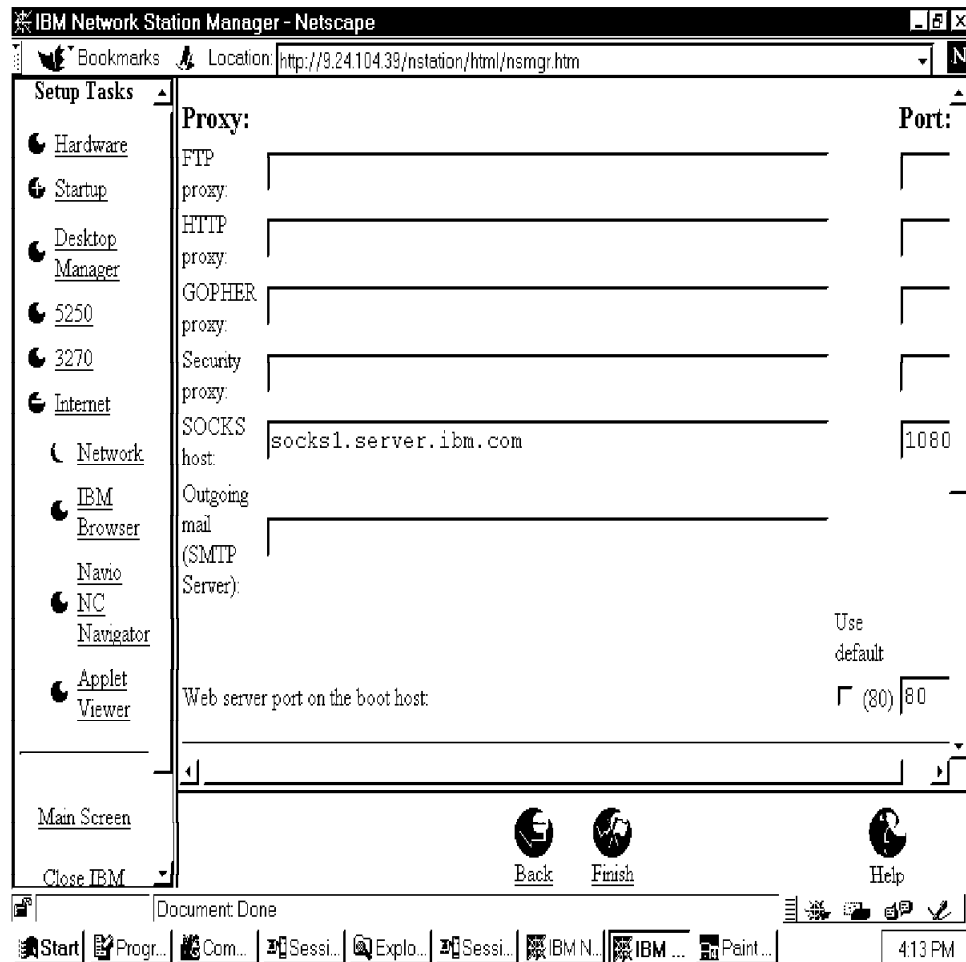 IBM Network Station Manager - Netscape
Bookmarks Location: http://9.24.104.39/nstation/html/nsmgr.htm N
Setup Tasks
Hardware
Startup
Desktop
Manager
5250
3270
Internet
Network
IBM
Browser
Navio
NC
Navigator
Applet
Viewer
Main Screen
Close IBM
Proxy: Port:
FTP
proxy:
HTTP
proxy:
GOPHER
proxy:
Security
proxy:
SOCKS
host: socks1.server.ibm.com 1080
Outgoing
mail
(SMTP
Server):
Use
default
Web server port on the boot host: (80) 80
Back Finish Help
Document: Done
Start Progr... Com... Sessi... Explo... Sessi... IBM N... IBM ... Paint ... 4:13 PM